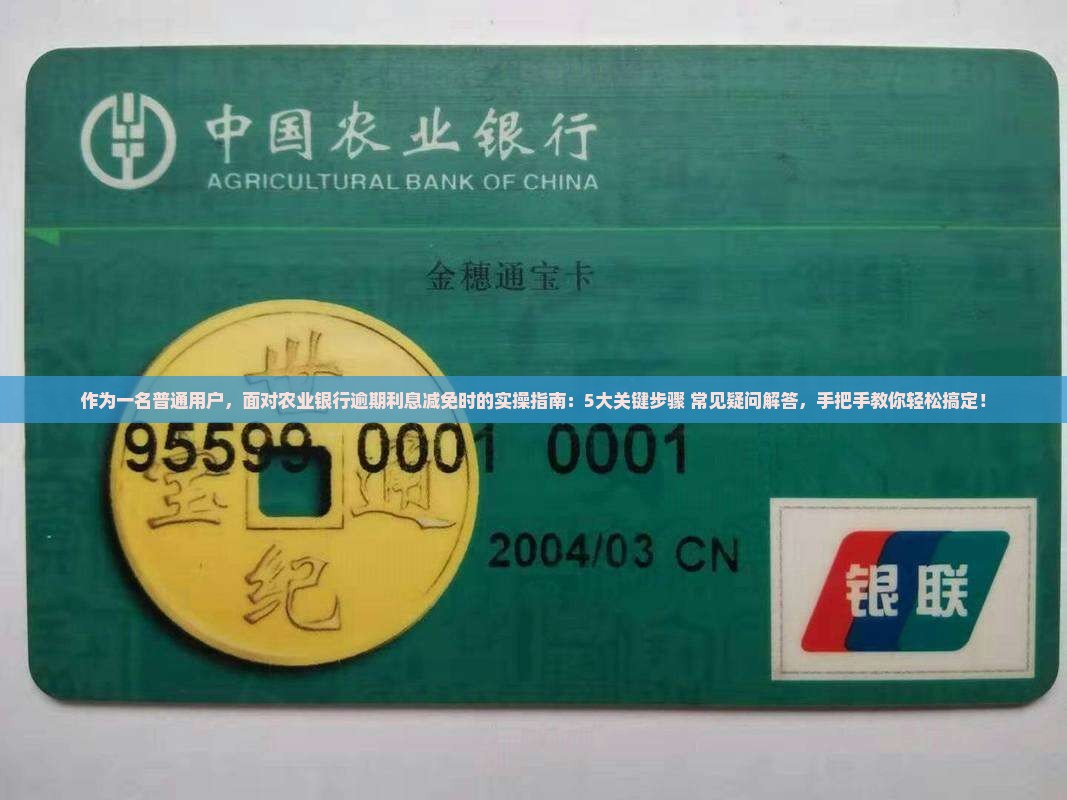 中国农业银行
AGRICULTURAL BANK OF CHINA
金穗通宝卡
世
作为一名普通用户，面对农业银行逾期利息减免时的实操指南：5大关键步骤 常见疑问解答，手把手教你轻松搞定！
95599 0001 0001
宝 通
纪
2004/03 CN
银联